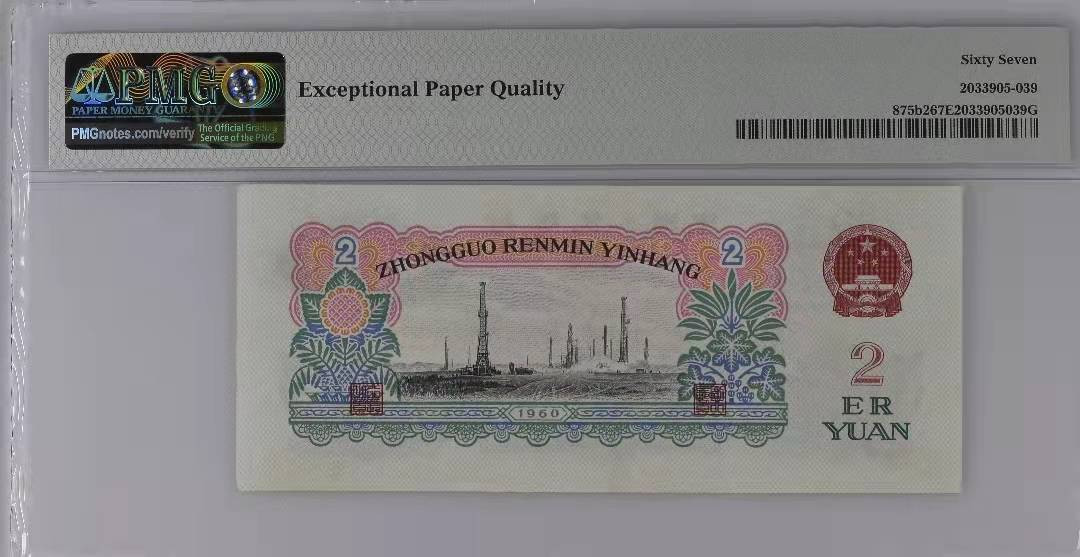 PMG
PAPER MONEY GUARANTY
PMGnotes.com/verify
The Official Grading
Service of the PNG
Exceptional Paper Quality
Sixty Seven
2033905-039
875b267E2033905039G
2
ZHONGGUO RENMIN YINHANG
2
1960
2
ER
YUAN